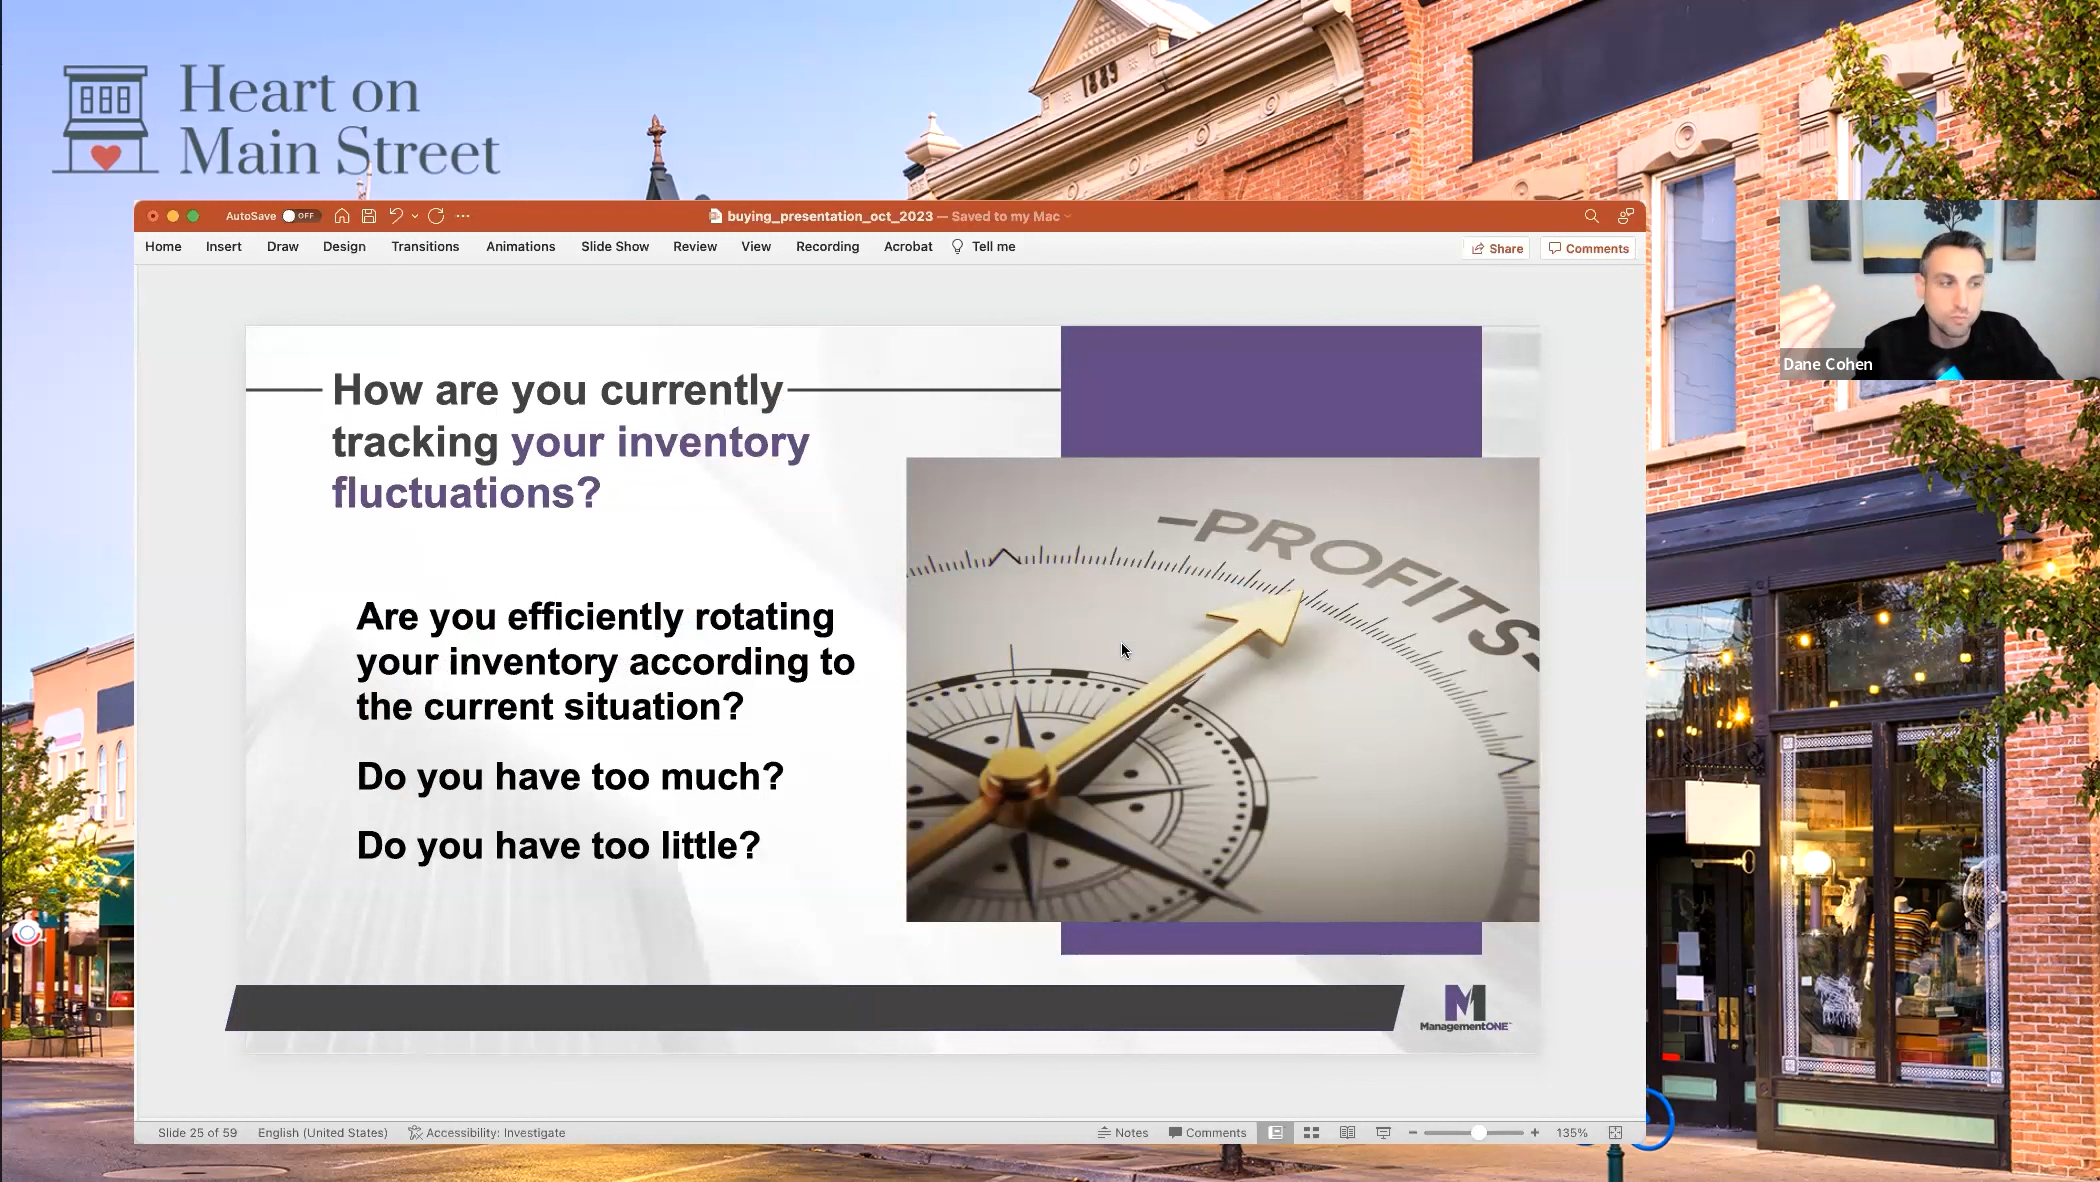 1889
Heart on
Main Street
AutoSave OFF
buying_presentation_oct_2023 — Saved to my Mac
Home Insert Draw Design Transitions Animations Slide Show Review View Recording Acrobat Tell me
Share Comments
Dane Cohen
How are you currently
tracking your inventory
fluctuations?
-PROFITS-
Are you efficiently rotating
your inventory according to
the current situation?
Do you have too much?
Do you have too little?
M
ManagementONE
Slide 25 of 59 English (United States) Accessibility: Investigate Notes Comments 135%